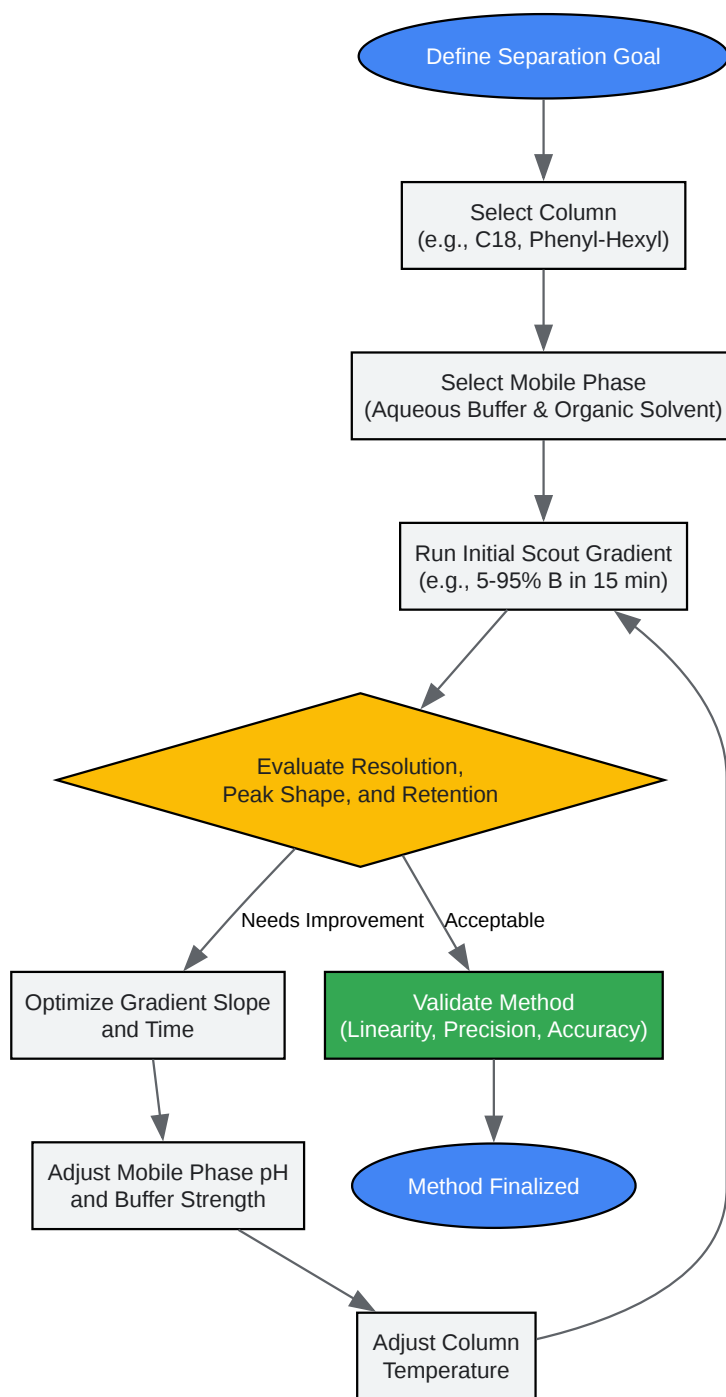 Define Separation Goal
Select Column
(e.g., C18, Phenyl-Hexyl)
Select Mobile Phase
(Aqueous Buffer & Organic Solvent)
Run Initial Scout Gradient
(e.g., 5-95% B in 15 min)
Evaluate Resolution,
Peak Shape, and Retention
Needs Improvement
Acceptable
Optimize Gradient Slope
and Time
Validate Method
(Linearity, Precision, Accuracy)
Adjust Mobile Phase pH
and Buffer Strength
Method Finalized
Adjust Column
Temperature